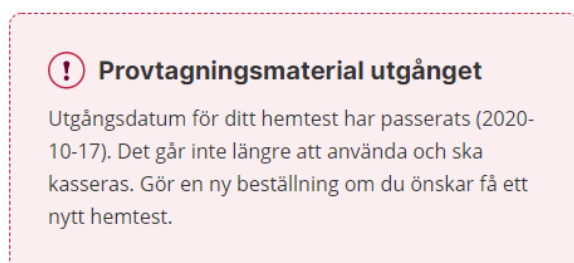 Provtagningsmaterial utgånget
Utgångsdatum för ditt hemtest har passerats (2020-
10-17). Det går inte längre att använda och ska
kasseras. Gör en ny beställning om du önskar få ett
nytt hemtest.